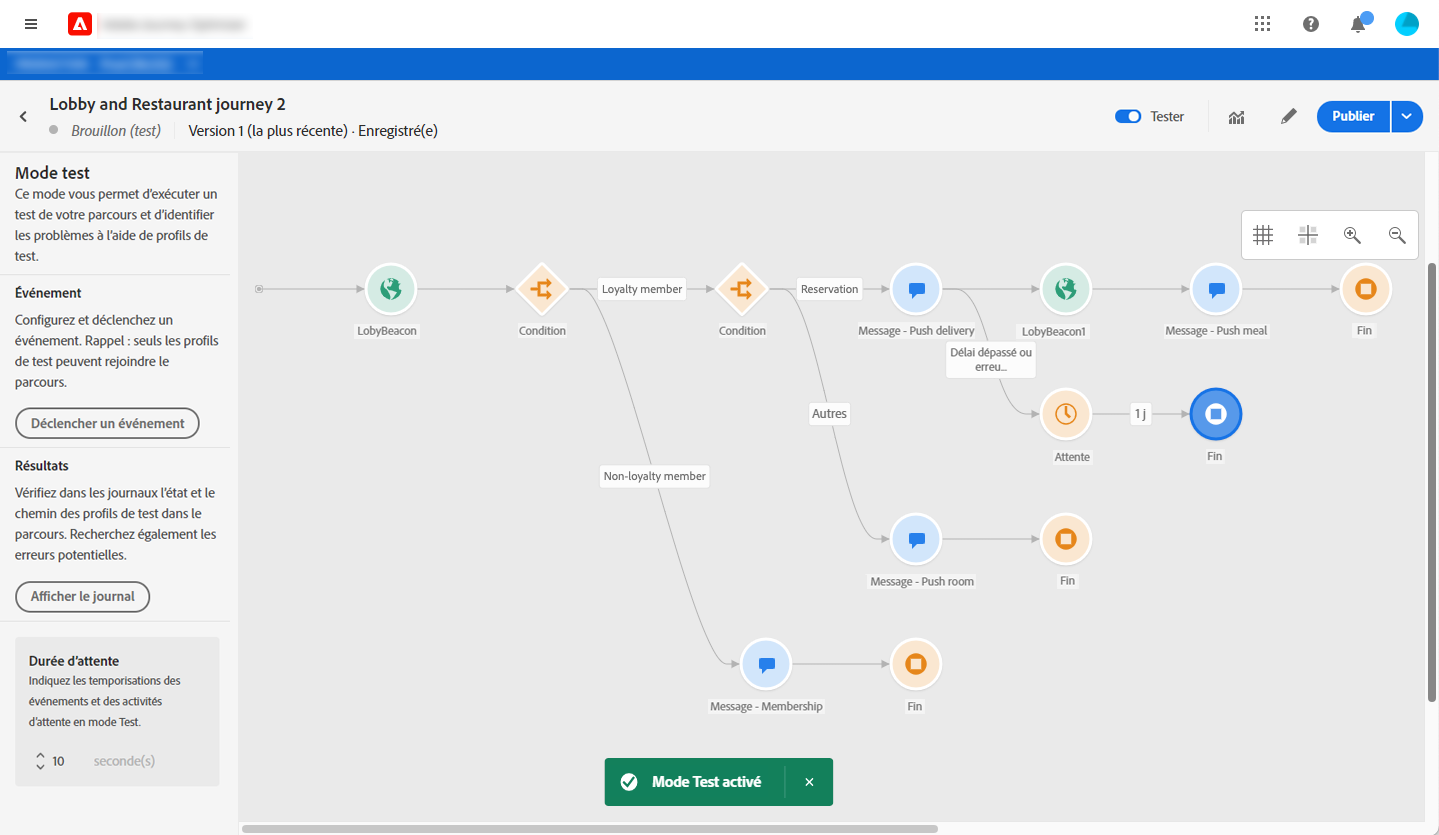 Lobby and Restaurant journey 2
Brouillon (test)
Version 1 (la plus récente) · Enregistré(e)
Tester
Publier
Mode test
Ce mode vous permet d'exécuter un
test de votre parcours et d'identifier
les problèmes à l'aide de profils de
test.
Événement
Configurez et déclenchez un
événement. Rappel : seuls les profils
de test peuvent rejoindre le
parcours.
Déclencher un événement
Résultats
Vérifiez dans les journaux l'état et le
chemin des profils de test dans le
parcours. Recherchez également les
erreurs potentielles.
Afficher le journal
Durée d'attente
Indiquez les temporisations des
événements et des activités
d'attente en mode Test.
10 seconde(s)
LobyBeacon
Condition
Loyalty member
Condition
Reservation
Message - Push delivery
LobyBeacon1
Message - Push meal
Fin
Délai dépassé ou
erreu...
Autres
Attente
1 j
Fin
Non-loyalty member
Message - Push room
Fin
Message - Membership
Fin
Mode Test activé